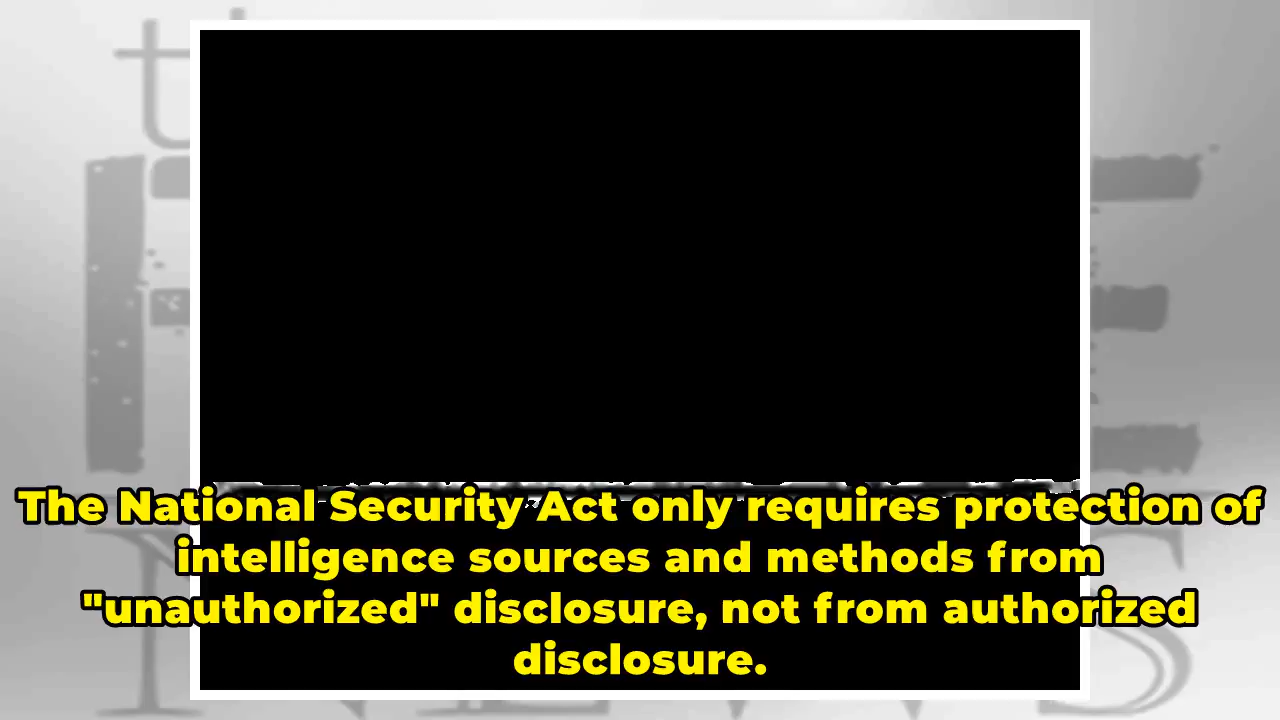 The National Security Act only requires protection of
intelligence sources and methods from
"unauthorized" disclosure, not from authorized
disclosure.